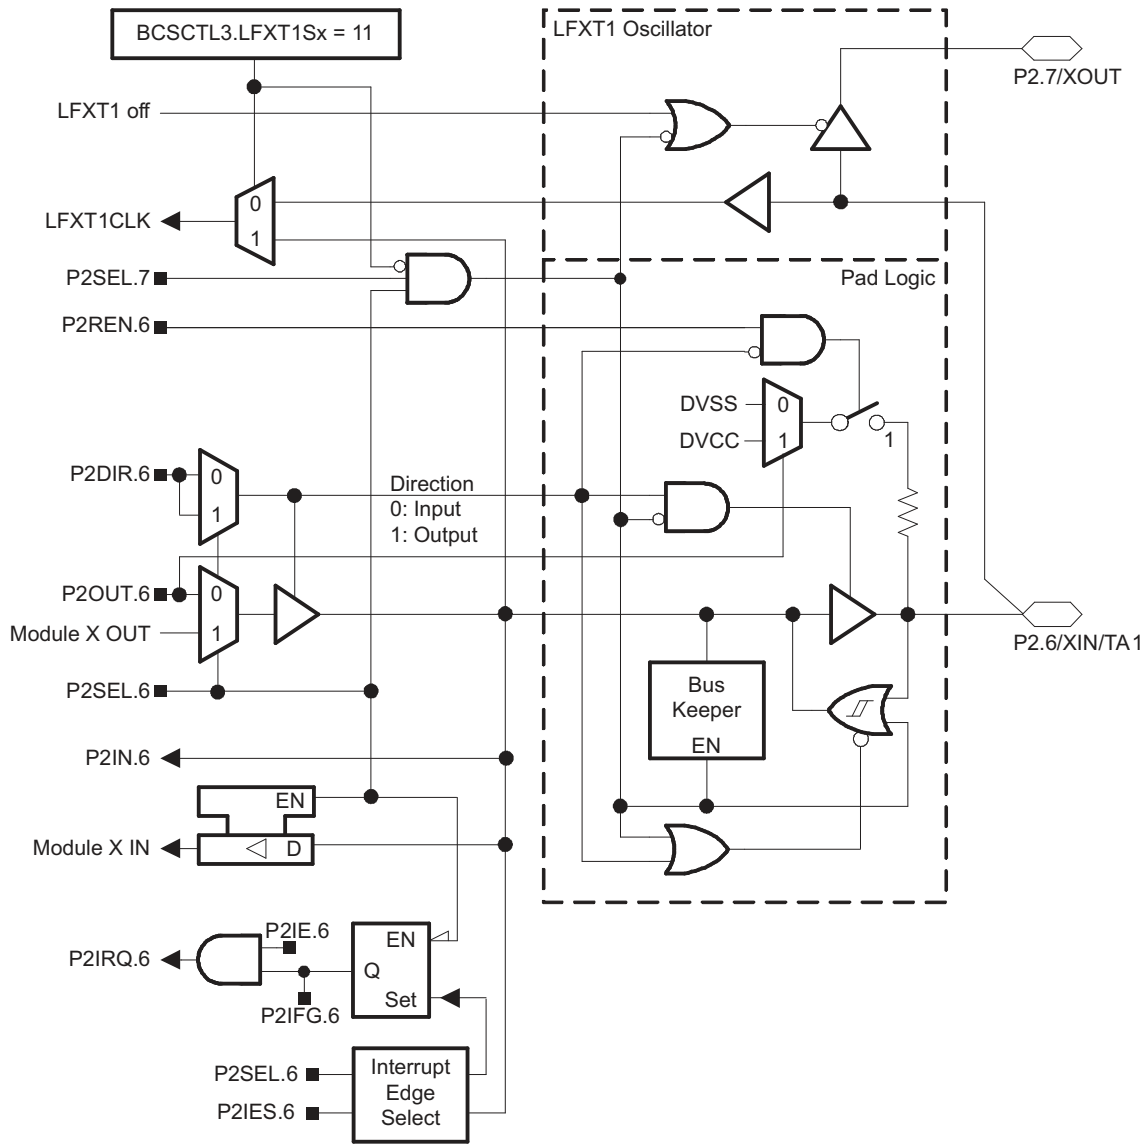 BCSCTL3.LFXT1Sx = 11
LFXT1 Oscillator
P2.7/XOUT
LFXT1 off
0
LFXT1CLK
1
P2SEL.7
Pad Logic
P2REN.6
DVSS
0
DVCC
1
1
P2DIR.6
0
1
Direction
0: Input
1: Output
P2OUT.6
0
Module X OUT
1
P2.6/XIN/TA1
P2SEL.6
Bus
Keeper
EN
P2IN.6
EN
Module X IN
D
P2IE.6
EN
P2IRQ.6
Q
Set
P2IFG.6
P2SEL.6
P2IES.6
Interrupt
Edge
Select